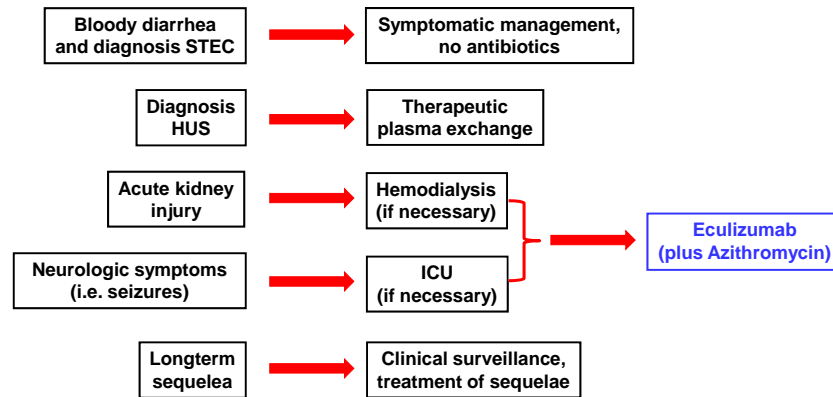 Bloody diarrhea
and diagnosis STEC
Symptomatic management,
no antibiotics
Diagnosis
HUS
Therapeutic
plasma exchange
Acute kidney
injury
Hemodialysis
(if necessary)
Eculizumab
(plus Azithromycin)
Neurologic symptoms
(i.e. seizures)
ICU
(if necessary)
Longterm
sequelea
Clinical surveillance,
treatment of sequelae